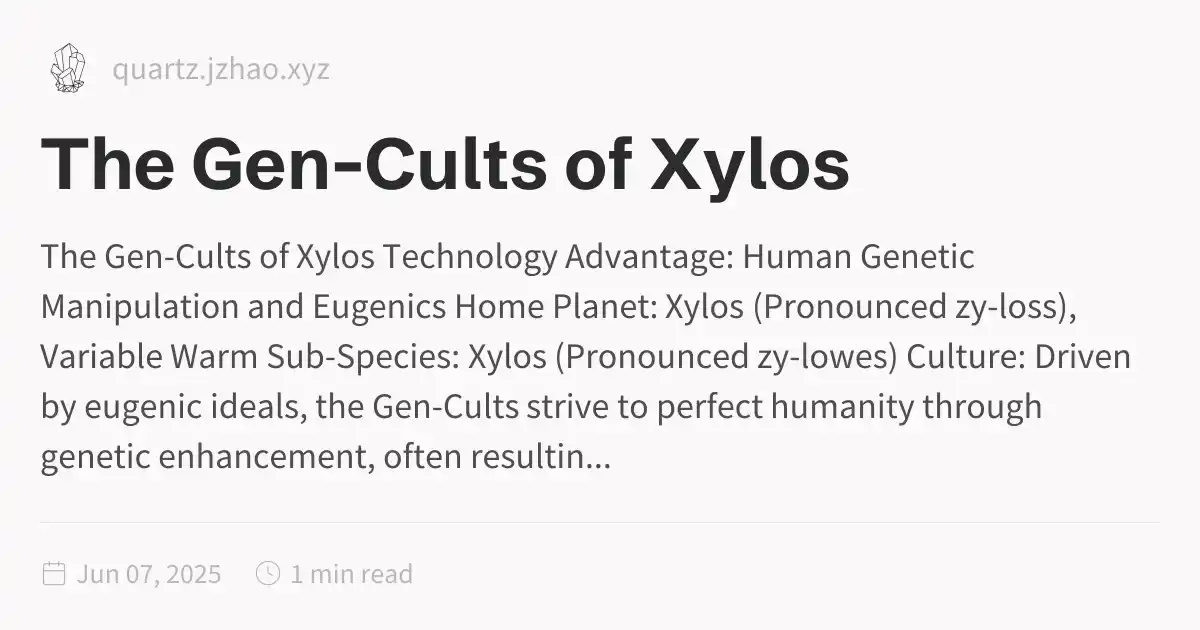 quartz.jzhao.xyz
The Gen-Cults of Xylos
The Gen-Cults of Xylos Technology Advantage: Human Genetic
Manipulation and Eugenics Home Planet: Xylos (Pronounced zy-loss),
Variable Warm Sub-Species: Xylos (Pronounced zy-lowes) Culture: Driven
by eugenic ideals, the Gen-Cults strive to perfect humanity through
genetic enhancement, often resultin...
Jun 07, 2025 1 min read